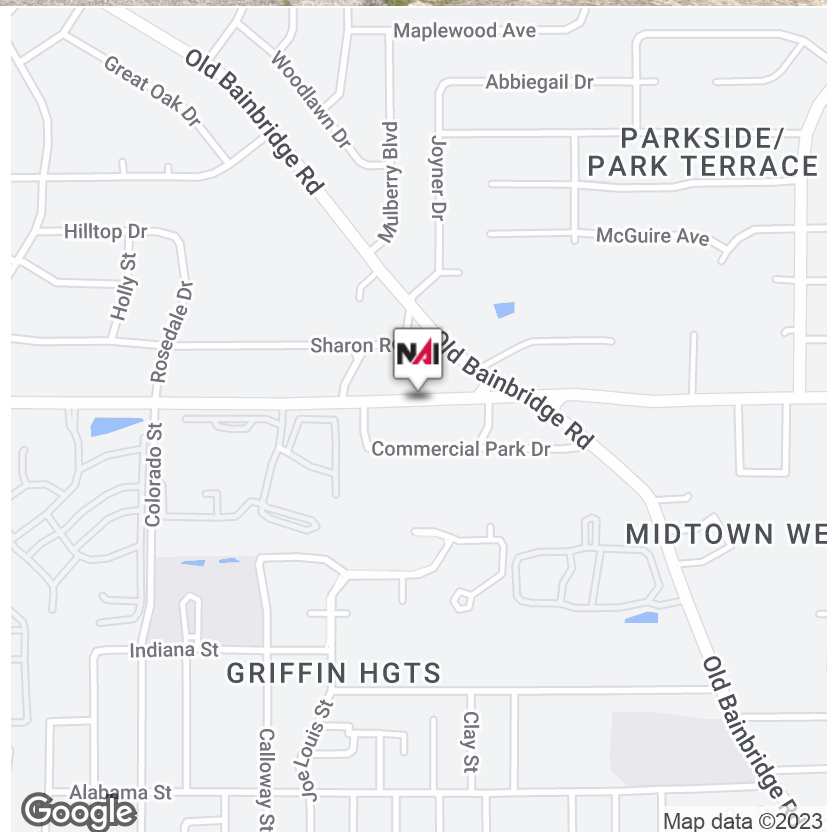 Maplewood Ave
Old Bainbridge Rd
Woodlawn Dr
Great Oak Dr
Abbiegail Dr
Mulberry Blvd
Joyner Dr
PARKSIDE/
PARK TERRACE
Hilltop Dr
McGuire Ave
Holly St
Rosedale Dr
Sharon R
NAI
Old Bainbridge Rd
Colorado St
Commercial Park Dr
MIDTOWN WE
Indiana St
GRIFFIN HGTS
Old Bainbridge R
Joe Louis St
Calloway St
Clay St
Alabama St
Google
Map data ©2023